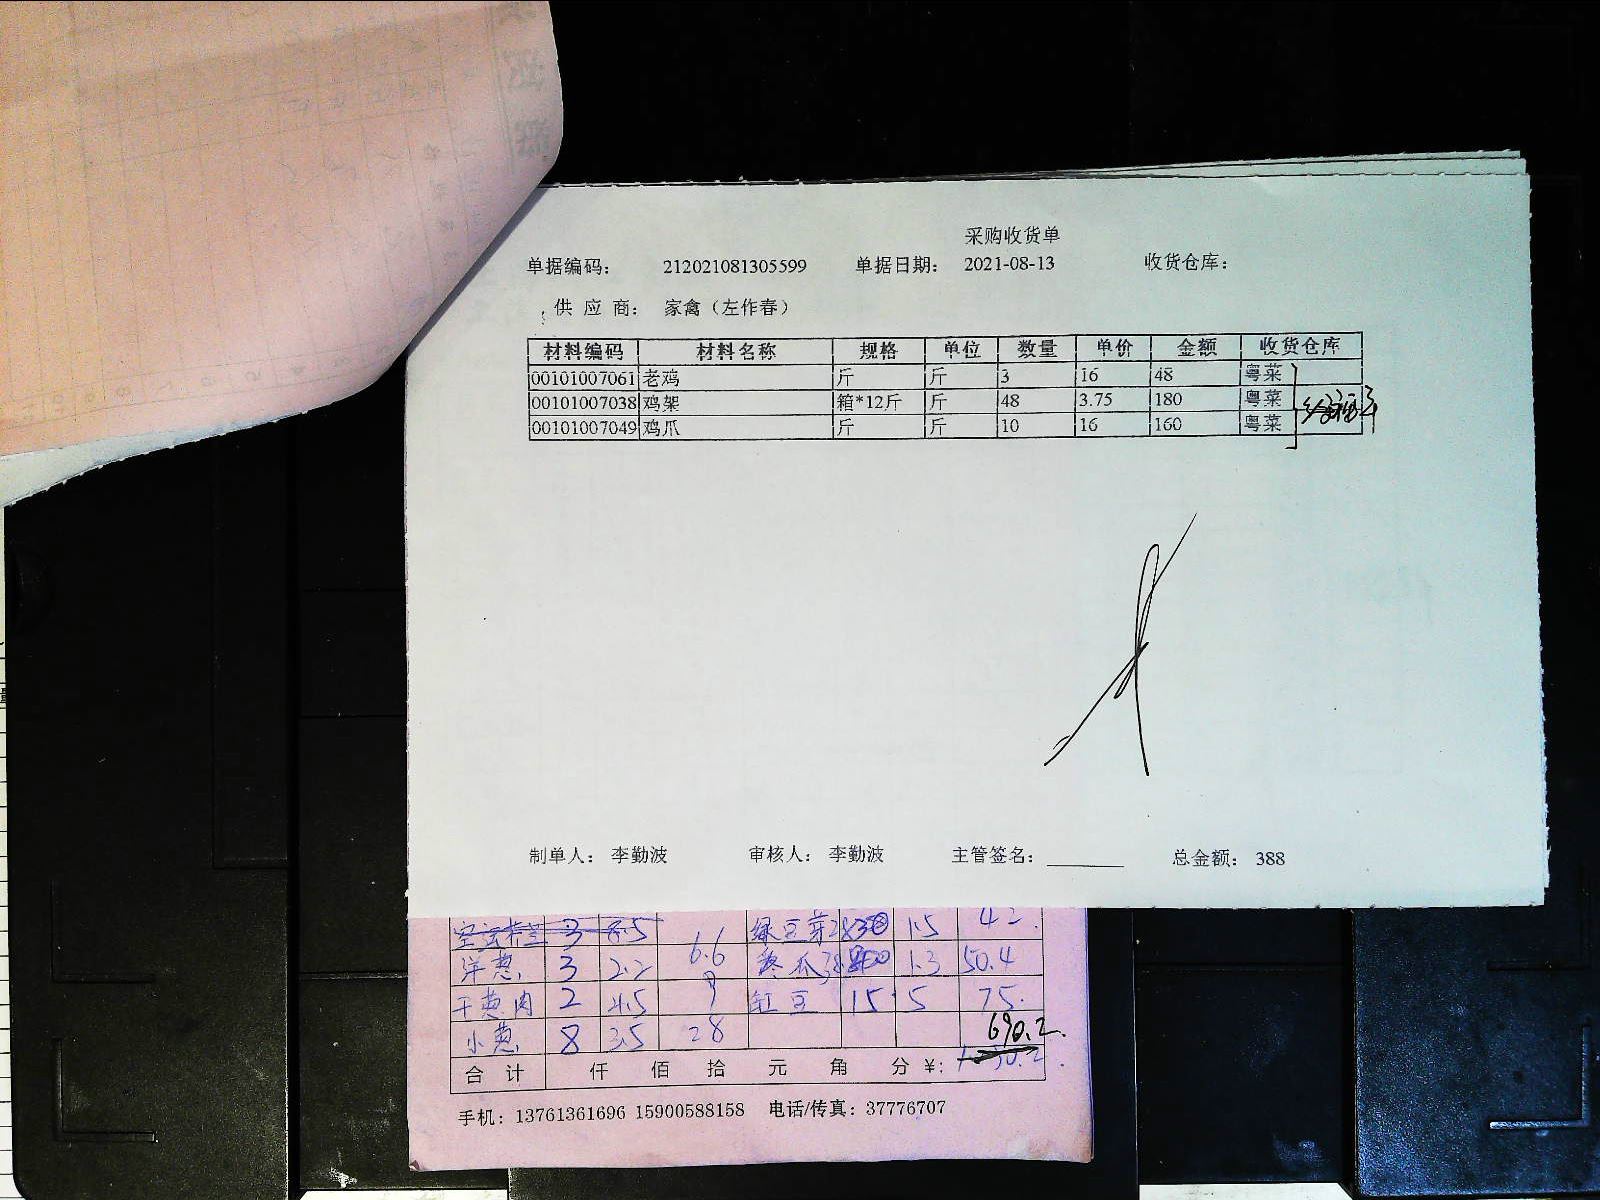 采购收货单
单据编码： 212021081305599 单据日期： 2021-08-13 收货仓库：
供 应 商： 家禽（左作春）
材料编码 材料名称 规格 单位 数量 单价 金额 收货仓库
00101007061 老鸡 斤 斤 3 16 48 粤菜
00101007038 鸡架 箱*12斤 斤 48 3.75 180 粤菜
00101007049 鸡爪 斤 斤 10 16 160 粤菜
制单人： 李勤波 审核人： 李勤波 主管签名： 总金额： 388
3 绿豆芽 1.5 42
洋葱 3 2.2 6.6 冬瓜 1.3 50.4
干葱肉 2 4.5 9 豇豆 15 5 75.
小葱 8 3.5 28
690.2
合 计 仟 佰 拾 元 角 分 ¥:
手机：13761361696 15900588158 电话/传真：37776707